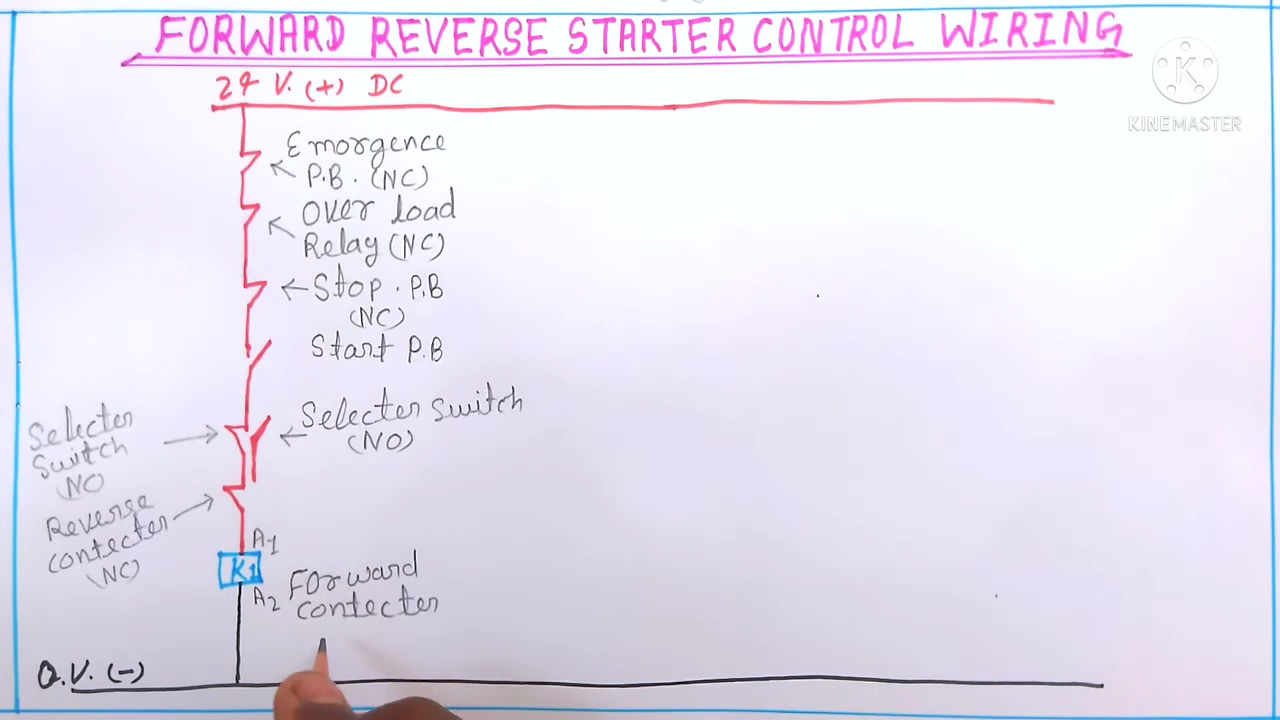 FORWARD REVERSE STARTER CONTROL WIRING
24 V. (+) DC
K
KINEMASTER
Emorgence
P.B. (NC)
Over load
Relay (NC)
Stop . P.B
(NC)
Start P.B
Selecter switch
(NO)
Selecter
Switch
NO
Reverse
contecter
(NC)
A1
K1
A2
Forward
contecter
0.V. (-)